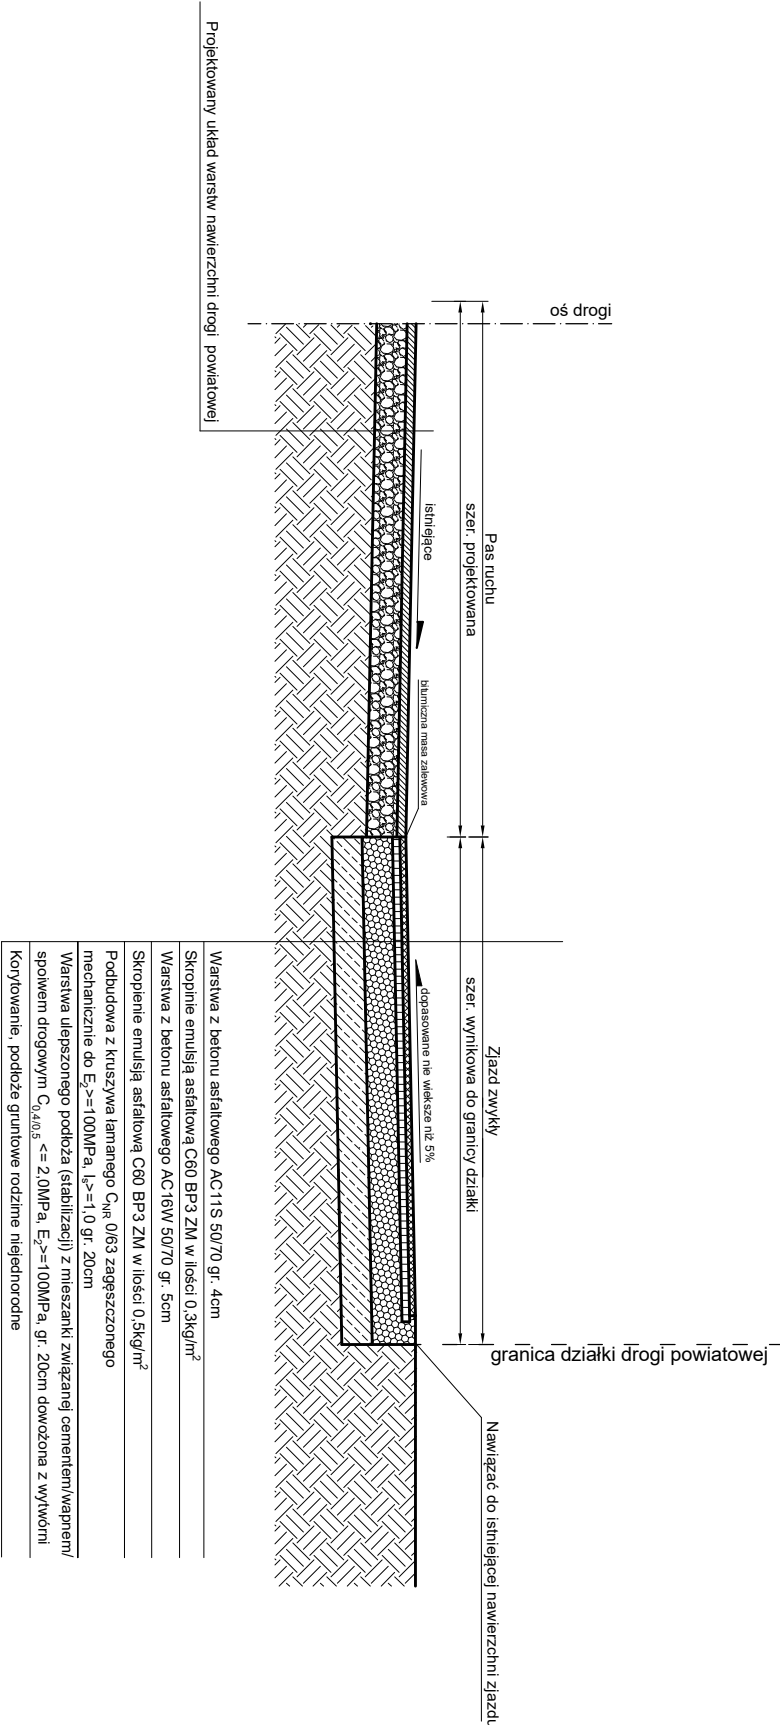 oś drogi
Pas ruchu
szer. projektowana
istniejące
bitumiczna masa zalewowa
Projektowany układ warstw nawierzchni drogi powiatowej
Zjazd zwykły
szer. wynikowa do granicy działki
dopasowane nie wieksze niż 5%
granica działki drogi powiatowej
Nawiązać do istniejącej nawierzchni zjazdu
Warstwa z betonu asfaltowego AC11S 50/70 gr. 4cm
Skropinie emulsją asfaltową C60 BP3 ZM w ilości 0,3kg/m²
Warstwa z betonu asfaltowego AC16W 50/70 gr. 5cm
Skropienie emulsją asfaltową C60 BP3 ZM w ilości 0,5kg/m²
Podbudowa z kruszywa łamanego C_NR 0/63 zagęszczonego
mechanicznie do E₂>=100MPa, Iₛ>=1,0 gr. 20cm
Warstwa ulepszonego podłoża (stabilizacji) z mieszanki związanej cementem/wapnem/
spoiwem drogowym C_0,4/0,5 <= 2,0MPa, E₂>=100MPa, gr. 20cm dowożona z wytwórni
Korytowanie, podłoże gruntowe rodzime niejednorodne